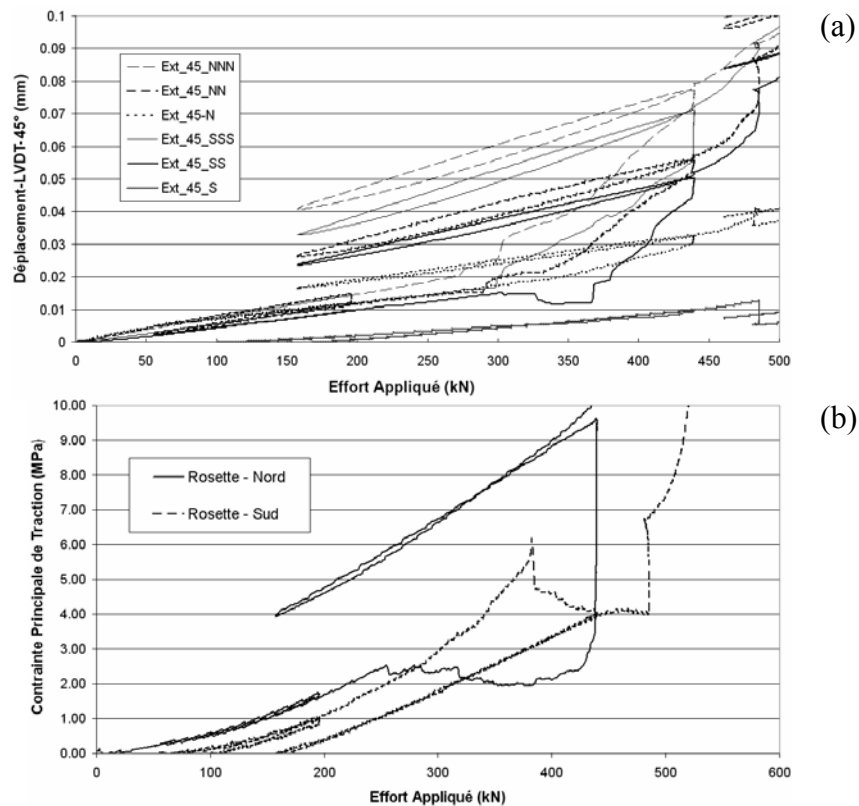 (a)
Déplacement-LVDT-45° (mm)
0.1
0.09
0.08
0.07
0.06
0.05
0.04
0.03
0.02
0.01
0
Ext_45_NNN
Ext_45_NN
Ext_45-N
Ext_45_SSS
Ext_45_SS
Ext_45_S
0 50 100 150 200 250 300 350 400 450 500
Effort Appliqué (kN)
(b)
Contrainte Principale de Traction (MPa)
10.00
9.00
8.00
7.00
6.00
5.00
4.00
3.00
2.00
1.00
0.00
Rosette - Nord
Rosette - Sud
0 100 200 300 400 500 600
Effort Appliqué (kN)